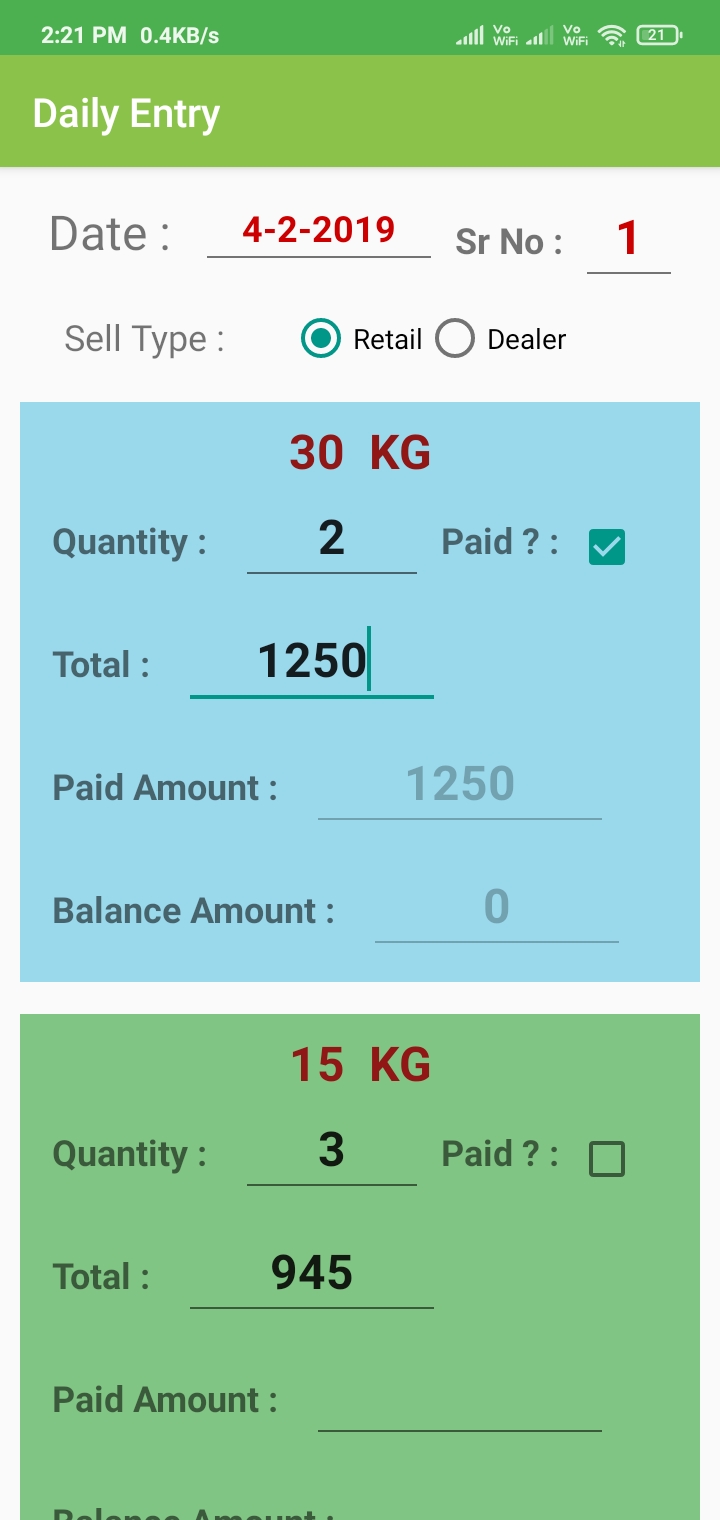 2:21 PM 0.4KB/s Vo WiFi Vo WiFi 21
Daily Entry
Date : 4-2-2019 Sr No : 1
Sell Type : Retail Dealer
30 KG
Quantity : 2 Paid ? :
Total : 1250
Paid Amount : 1250
Balance Amount : 0
15 KG
Quantity : 3 Paid ? :
Total : 945
Paid Amount :
Balance Amount :